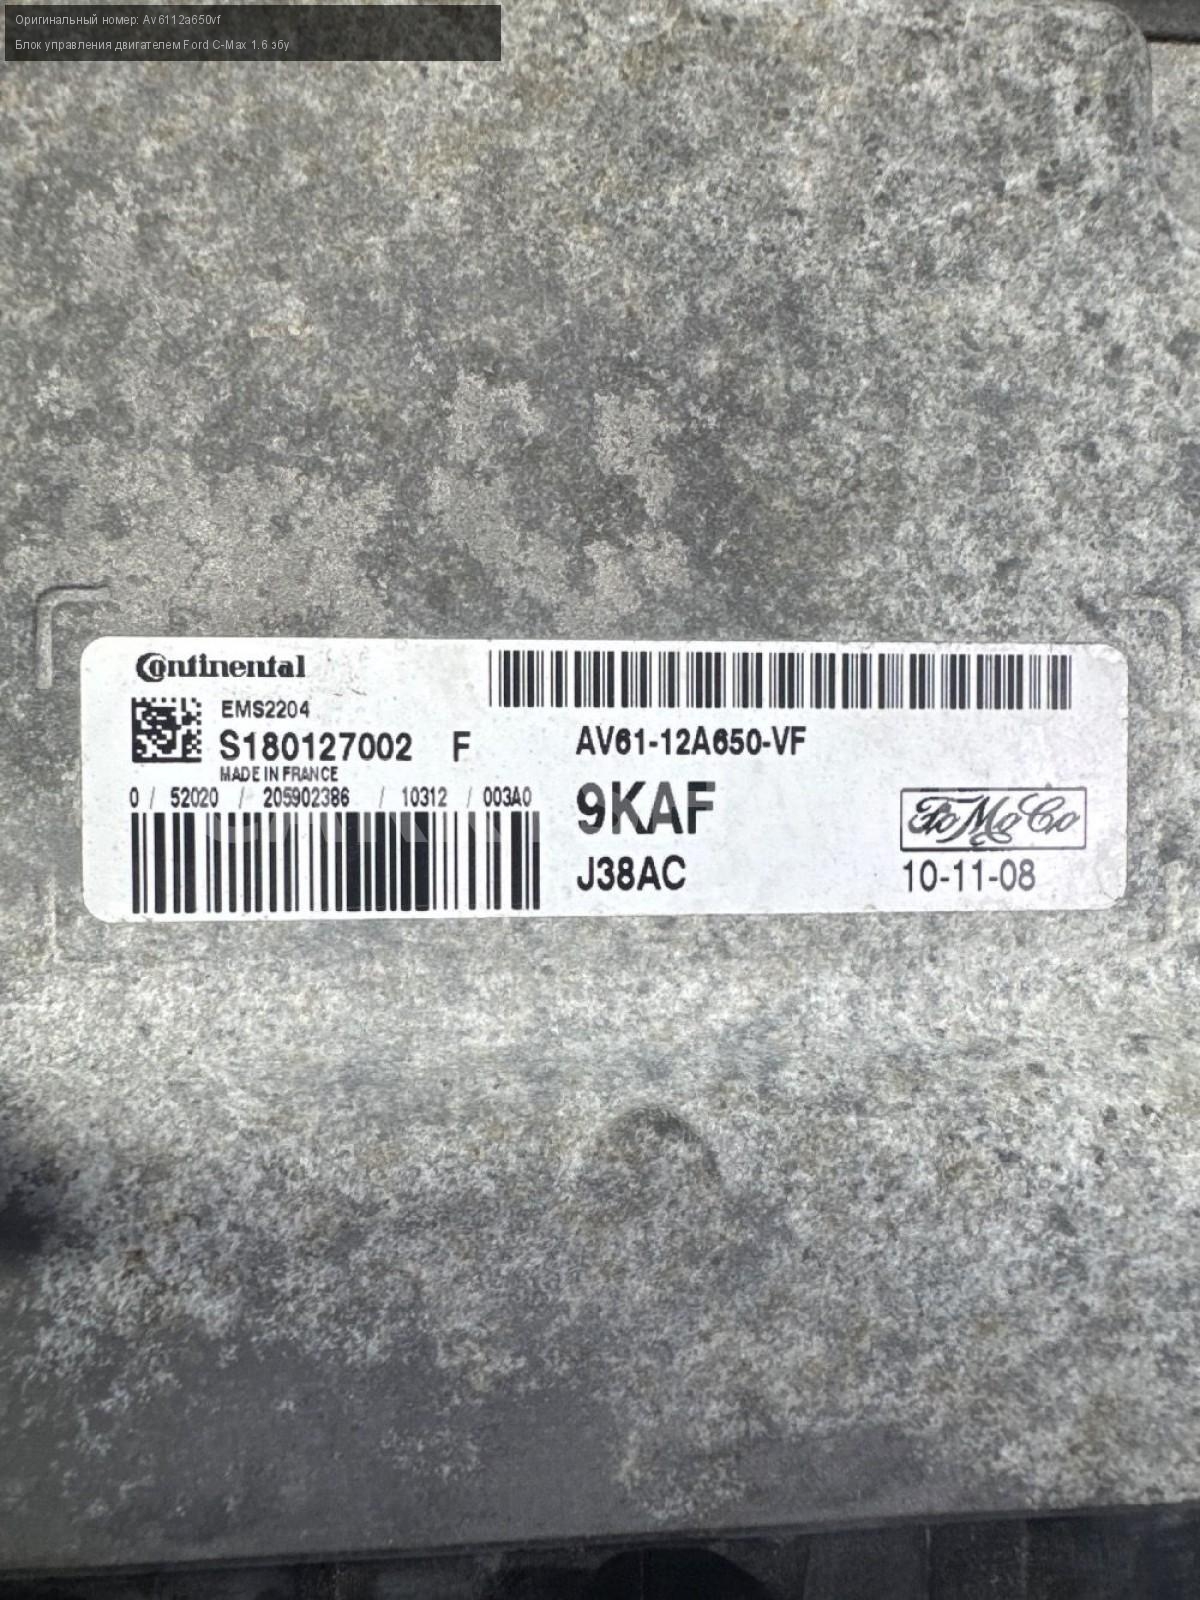 Оригинальный номер: Av6112a650vf
Блок управления двигателем Ford C-Max 1.6 эбу
Continental
EMS2204
S180127002 F
MADE IN FRANCE
0 / 52020 / 205902386 / 10312 / 003A0
AV61-12A650-VF
9KAF
J38AC
FoMoCo
10-11-08